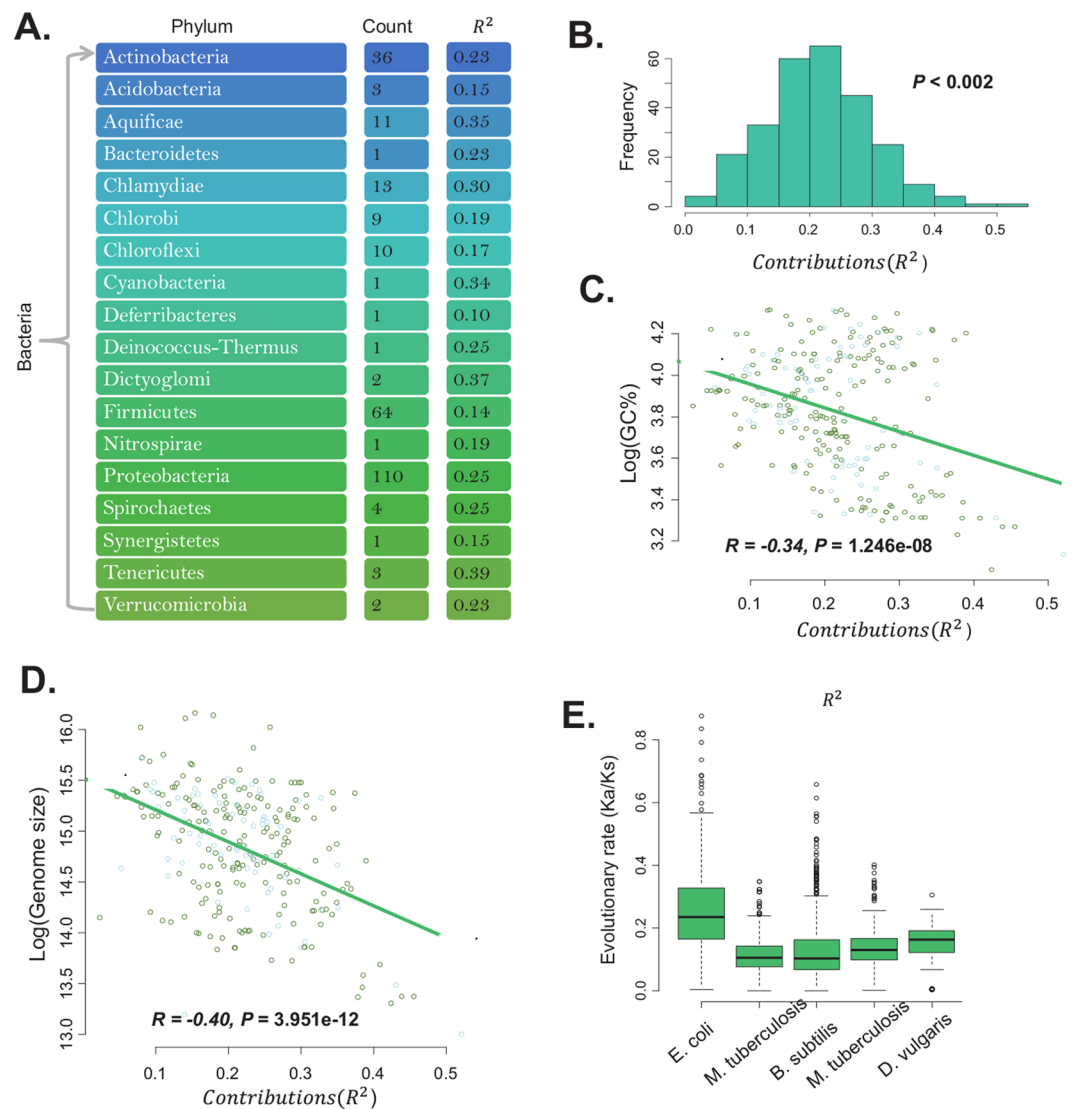 A.
Phylum Count R²
Actinobacteria 36 0.23
Acidobacteria 3 0.15
Aquificae 11 0.35
Bacteroidetes 1 0.23
Chlamydiae 13 0.30
Chlorobi 9 0.19
Chloroflexi 10 0.17
Cyanobacteria 1 0.34
Deferribacteres 1 0.10
Deinococcus-Thermus 1 0.25
Dictyoglomi 2 0.37
Firmicutes 64 0.14
Nitrospirae 1 0.19
Proteobacteria 110 0.25
Spirochaetes 4 0.25
Synergistetes 1 0.15
Tenericutes 3 0.39
Verrucomicrobia 2 0.23
Bacteria
B.
Frequency
60
40
20
0
P < 0.002
0.0 0.1 0.2 0.3 0.4 0.5
Contributions(R²)
C.
Log(GC%)
4.2
4.0
3.8
3.6
3.4
3.2
R = -0.34, P = 1.246e-08
0.1 0.2 0.3 0.4 0.5
Contributions(R²)
D.
Log(Genome size)
16.0
15.5
15.0
14.5
14.0
13.5
13.0
R = -0.40, P = 3.951e-12
0.1 0.2 0.3 0.4 0.5
Contributions(R²)
E.
R²
Evolutionary rate (Ka/Ks)
0.8
0.6
0.4
0.2
0.0
E. coli
M. tuberculosis
B. subtilis
M. tuberculosis
D. vulgaris